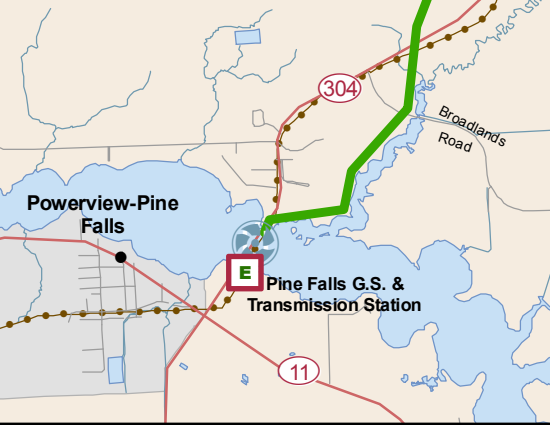 304
Broadlands
Road
Powerview-Pine
Falls
E
Pine Falls G.S. &
Transmission Station
11